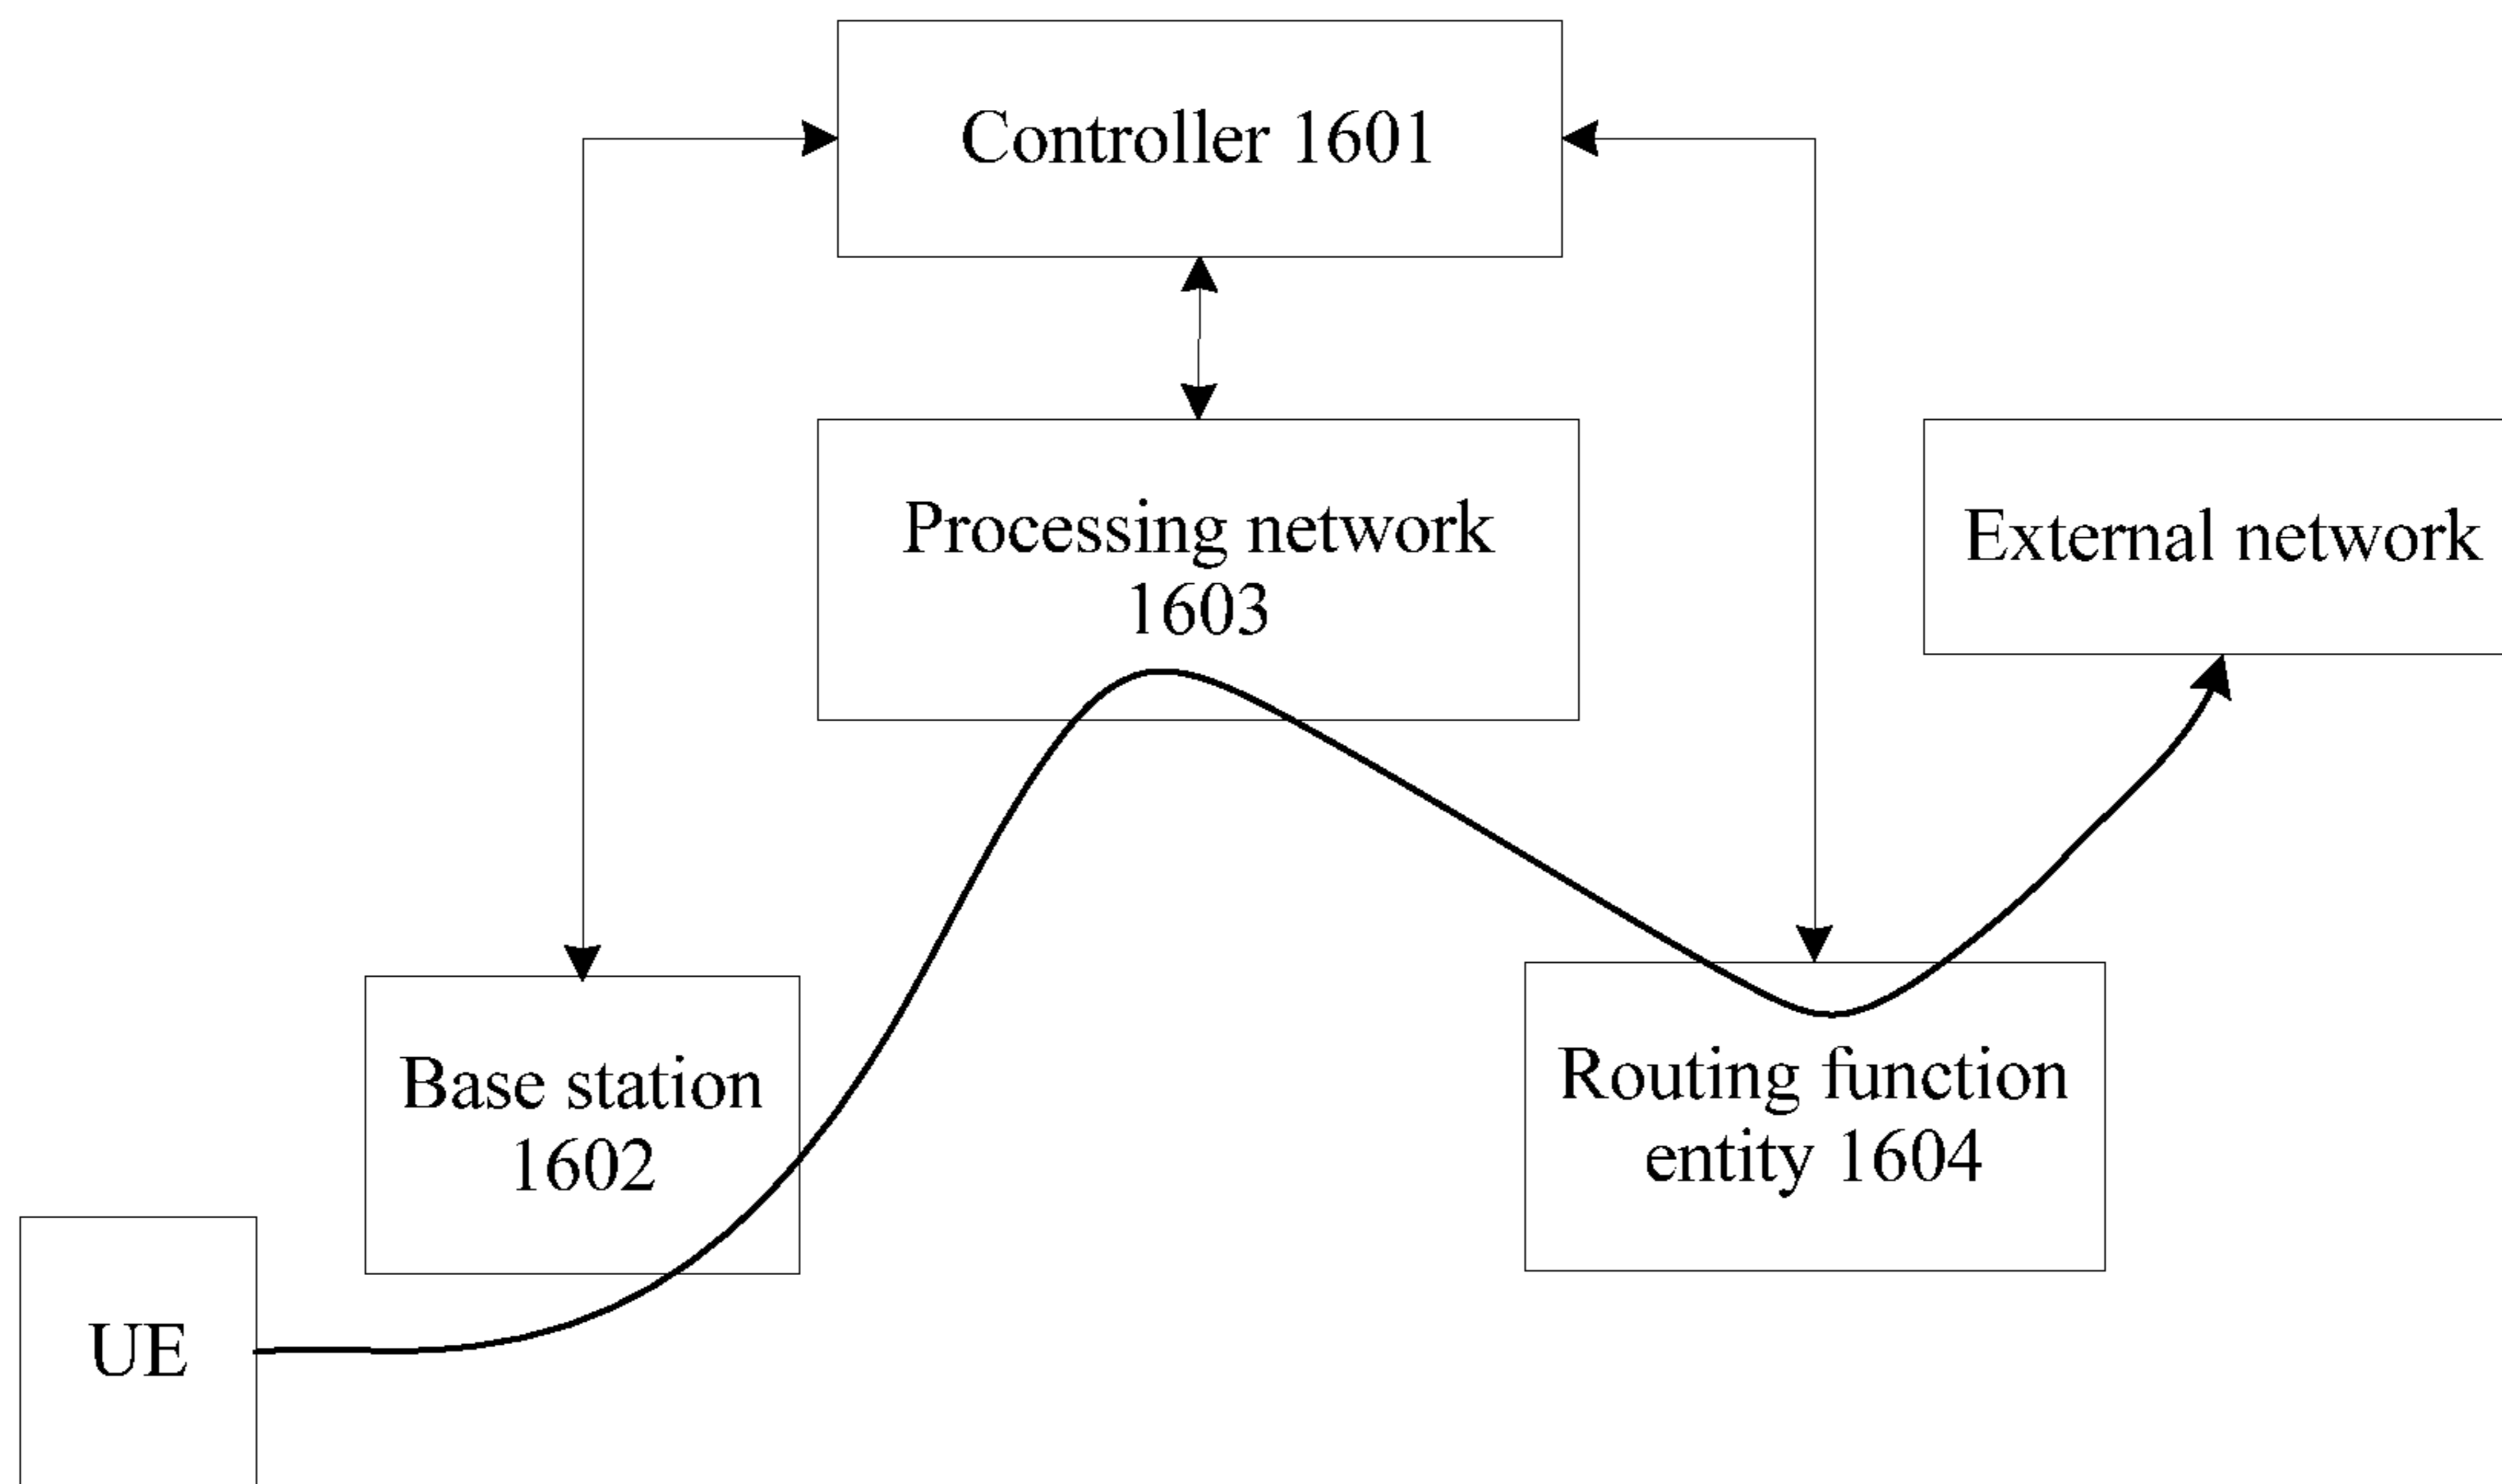 Controller 1601
Processing network
1603
External network
Base station
1602
Routing function
entity 1604
UE